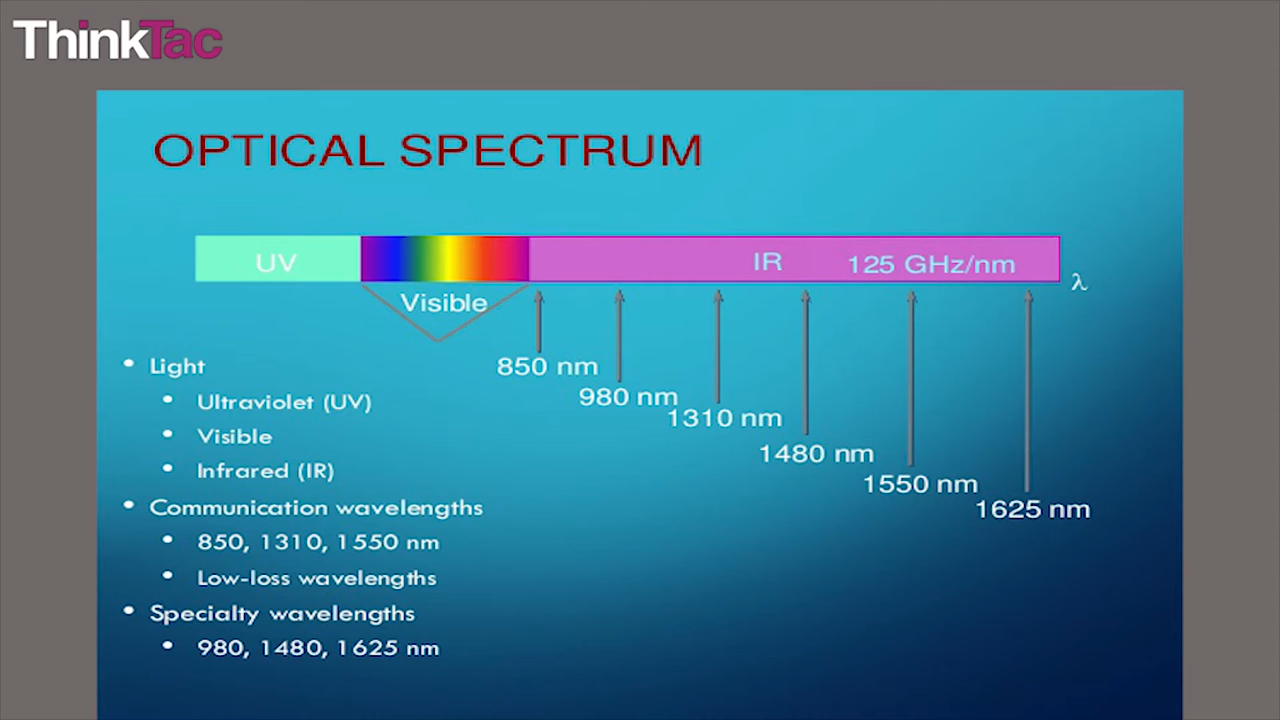 ThinkTac
OPTICAL SPECTRUM
UV
IR
125 GHz/nm
λ
Visible
850 nm
980 nm
1310 nm
1480 nm
1550 nm
1625 nm
• Light
• Ultraviolet (UV)
• Visible
• Infrared (IR)
• Communication wavelengths
• 850, 1310, 1550 nm
• Low-loss wavelengths
• Specialty wavelengths
• 980, 1480, 1625 nm